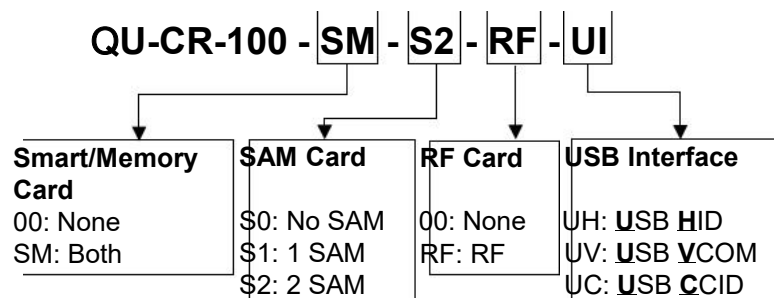 QU-CR-100 - SM - S2 - RF - UI
Smart/Memory
Card
00: None
SM: Both
SAM Card
S0: No SAM
S1: 1 SAM
S2: 2 SAM
RF Card
00: None
RF: RF
USB Interface
UH: USB HID
UV: USB VCOM
UC: USB CCID